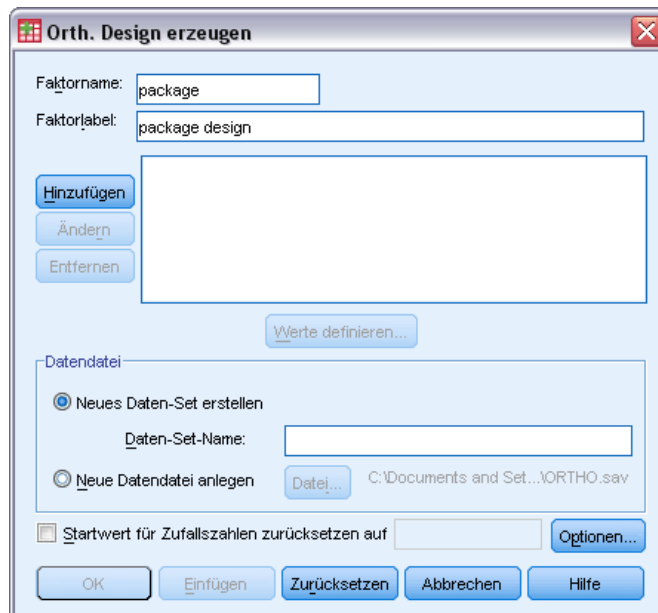 Orth. Design erzeugen
Faktorname: package
Faktorlabel: package design
Hinzufügen
Ändern
Entfernen
Werte definieren...
Datendatei
Neues Daten-Set erstellen
Daten-Set-Name:
Neue Datendatei anlegen Datei... C:\Documents and Set...\ORTHO.sav
Startwert für Zufallszahlen zurücksetzen auf Optionen...
OK Einfügen Zurücksetzen Abbrechen Hilfe